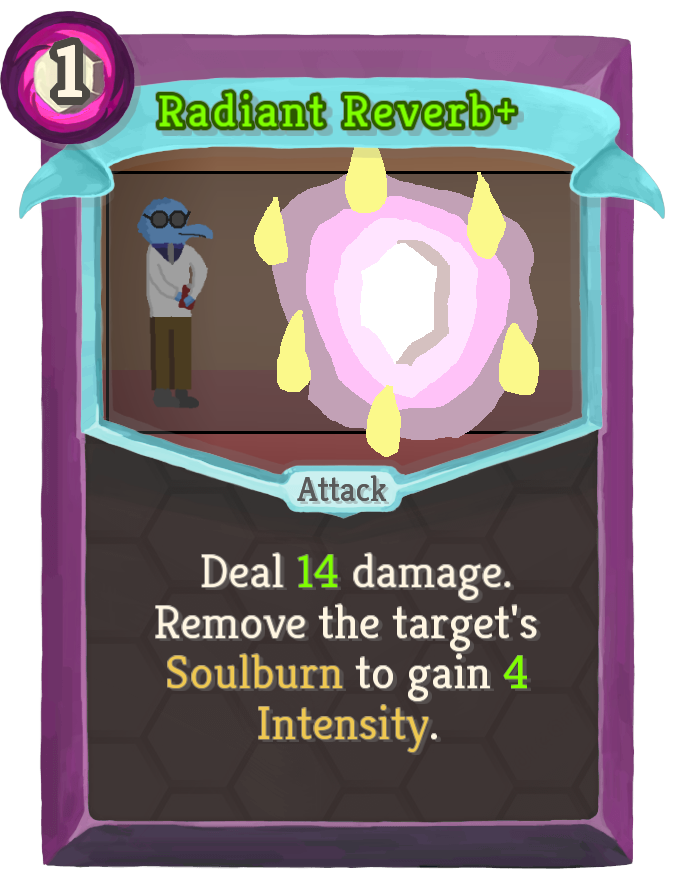 1
Radiant Reverb+
Attack
Deal 14 damage.
Remove the target's
Soulburn to gain 4
Intensity.